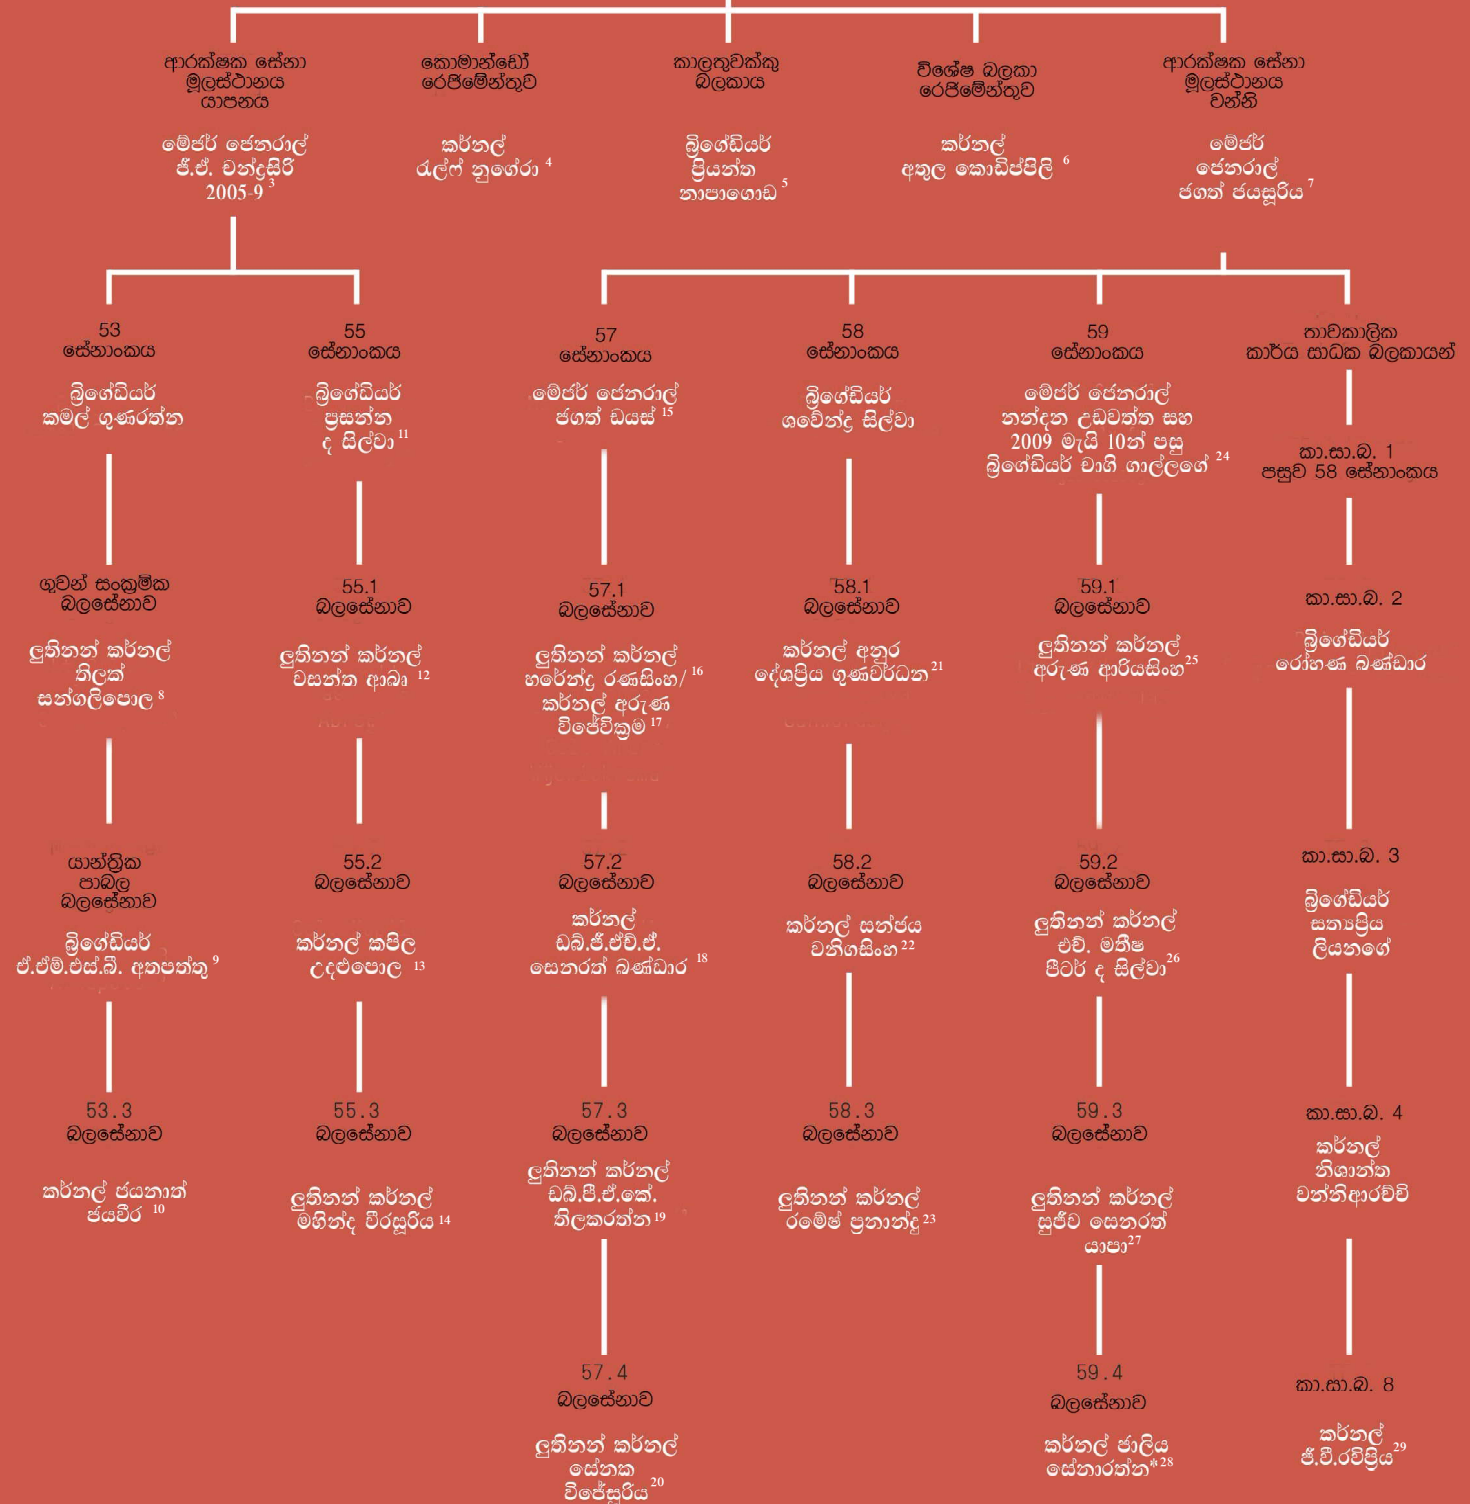 ආරක්ෂක සේනා
මූලස්ථානය
යාපනය
මේජර් ජෙනරාල්
ජී.ඒ. චන්ද්‍රසිරි
2005-9 3
කොමාන්ඩෝ
රෙජිමේන්තුව
කර්නල්
රැල්ෆ් නුගේරා 4
කාලතුවක්කු
බලකාය
බ්‍රිගේඩියර්
ප්‍රියන්ත
නාපාගොඩ 5
විශේෂ බලකා
රෙජිමේන්තුව
කර්නල්
අතුල කොඩිප්පිලි 6
ආරක්ෂක සේනා
මූලස්ථානය
වන්නි
මේජර්
ජෙනරාල්
ජගත් ජයසූරිය 7
53
සේනාංකය
බ්‍රිගේඩියර්
කමල් ගුණරත්න
55
සේනාංකය
බ්‍රිගේඩියර්
ප්‍රසන්න
ද සිල්වා 11
57
සේනාංකය
මේජර් ජෙනරාල්
ජගත් ඩයස් 15
58
සේනාංකය
බ්‍රිගේඩියර්
ශවේන්ද්‍ර සිල්වා
59
සේනාංකය
මේජර් ජෙනරාල්
නන්දන උඩවත්ත සහ
2009 මැයි 10න් පසු
බ්‍රිගේඩියර් චාගි ගාල්ලගේ 24
තාවකාලික
කාර්ය සාධක බලකායන්
කා.සා.බ. 1
පසුව 58 සේනාංකය
ගුවන් සංක්‍රමික
බලසේනාව
ලුතිනන් කර්නල්
තිලක්
සන්ගලිපොල 8
55.1
බලසේනාව
ලුතිනන් කර්නල්
වසන්ත ආබෲ 12
57.1
බලසේනාව
ලුතිනන් කර්නල්
හරේන්ද්‍ර රණසිංහ/ 16
කර්නල් අරුණ
විජේවික්‍රම 17
58.1
බලසේනාව
කර්නල් අනුර
දේශප්‍රිය ගුණවර්ධන 21
59.1
බලසේනාව
ලුතිනන් කර්නල්
අරුණ ආරියසිංහ 25
කා.සා.බ. 2
බ්‍රිගේඩියර්
රෝහණ බණ්ඩාර
යාන්ත්‍රික
පාබල
බලසේනාව
බ්‍රිගේඩියර්
ඒ.ඒම්.එස්.බී. අතපත්තු 9
55.2
බලසේනාව
කර්නල් කපිල
උදළුපොල 13
57.2
බලසේනාව
කර්නල්
ඩබ්.ජී.ඒච්.ඒ.
සෙනරත් බණ්ඩාර 18
58.2
බලසේනාව
කර්නල් සන්ජය
වනිගසිංහ 22
59.2
බලසේනාව
ලුතිනන් කර්නල්
එච්. මතීෂ
පීටර් ද සිල්වා 26
කා.සා.බ. 3
බ්‍රිගේඩියර්
සත්‍යප්‍රිය
ලියනගේ
53.3
බලසේනාව
කර්නල් ජයනාත්
ජයවීර 10
55.3
බලසේනාව
ලුතිනන් කර්නල්
මහින්ද වීරසූරිය 14
57.3
බලසේනාව
ලුතිනන් කර්නල්
ඩබ්.පී.ඒ.කේ.
තිලකරත්න 19
58.3
බලසේනාව
ලුතිනන් කර්නල්
රමේෂ් ප්‍රනාන්දු 23
59.3
බලසේනාව
ලුතිනන් කර්නල්
සුජීව සෙනරත්
යාපා 27
කා.සා.බ. 4
කර්නල්
නිශාන්ත
වන්නිආරච්චි
57.4
බලසේනාව
ලුතිනන් කර්නල්
සේනක
විජේසූරිය 20
59.4
බලසේනාව
කර්නල් ජාලිය
සේනාරත්න* 28
කා.සා.බ. 8
කර්නල්
ජී.වී.රවිප්‍රිය 29